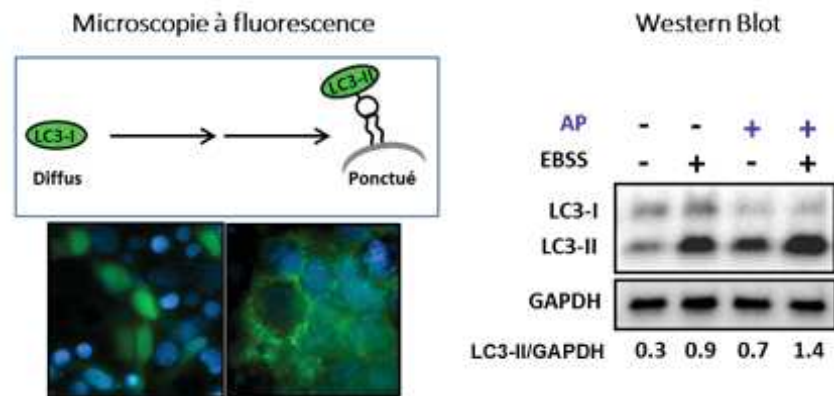 Microscopie à fluorescence
LC3-I
LC3-II
Diffus
Ponctué
Western Blot
AP - - + +
EBSS - + - +
LC3-I
LC3-II
GAPDH
LC3-II/GAPDH 0.3 0.9 0.7 1.4